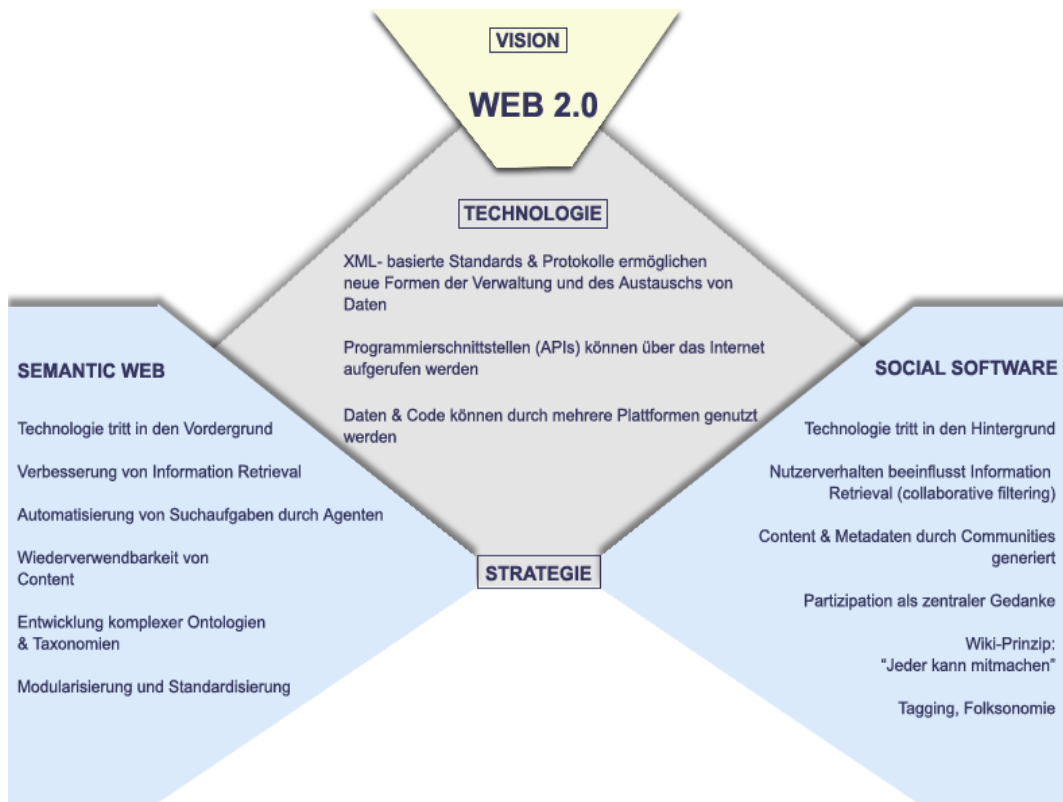 VISION
WEB 2.0
TECHNOLOGIE
XML- basierte Standards & Protokolle ermöglichen
neue Formen der Verwaltung und des Austauschs von
Daten
Programmierschnittstellen (APIs) können über das Internet
aufgerufen werden
Daten & Code können durch mehrere Plattformen genutzt
werden
STRATEGIE
SEMANTIC WEB
Technologie tritt in den Vordergrund
Verbesserung von Information Retrieval
Automatisierung von Suchaufgaben durch Agenten
Wiederverwendbarkeit von
Content
Entwicklung komplexer Ontologien
& Taxonomien
Modularisierung und Standardisierung
SOCIAL SOFTWARE
Technologie tritt in den Hintergrund
Nutzerverhalten beeinflusst Information
Retrieval (collaborative filtering)
Content & Metadaten durch Communities
generiert
Partizipation als zentraler Gedanke
Wiki-Prinzip:
“Jeder kann mitmachen”
Tagging, Folksonomie